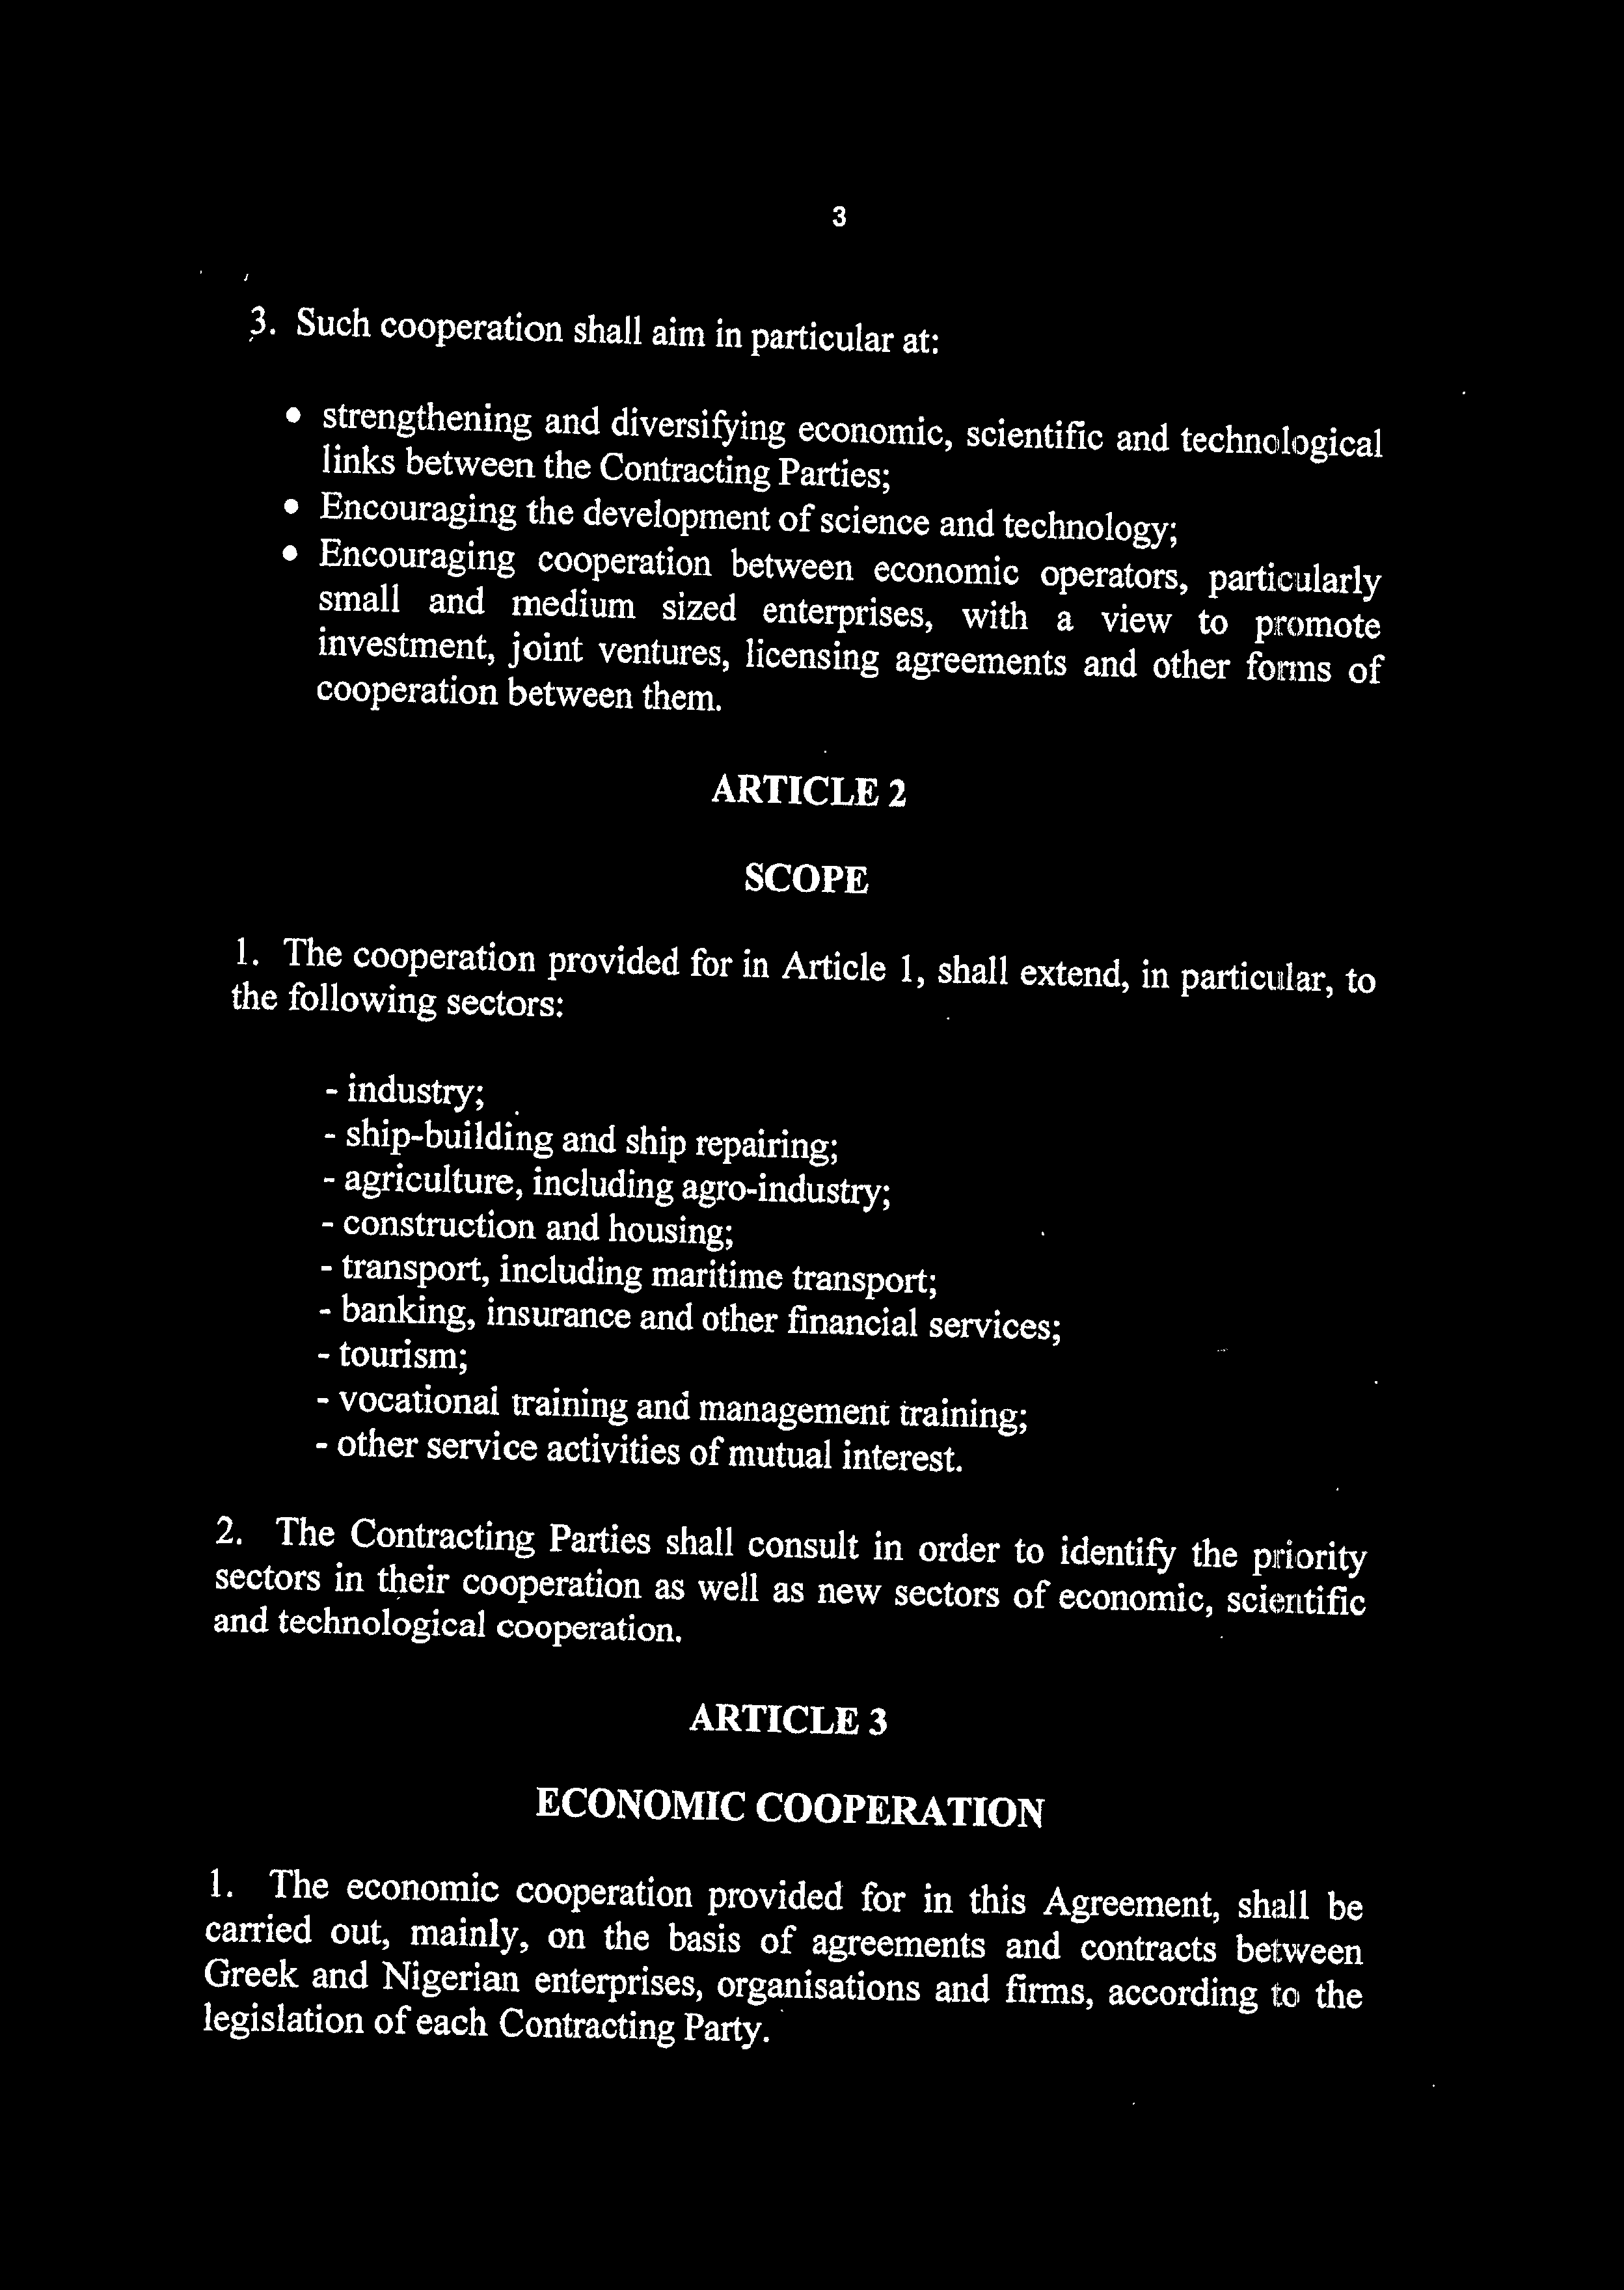 3
3. Such cooperation shall aim in particular at:
• strengthening and diversifying economic, scientific and technological
links between the Contracting Parties;
• Encouraging the development of science and technology;
• Encouraging cooperation between economic operators, particularly
small and medium sized enterprises, with a view to promote
investment, joint ventures, licensing agreements and other forms of
cooperation between them.
ARTICLE 2
SCOPE
1. The cooperation provided for in Article 1, shall extend, in particular, to
the following sectors:
- industry;
- ship-building and ship repairing;
- agriculture, including agro-industry;
- construction and housing;
- transport, including maritime transport;
- banking, insurance and other financial services;
- tourism;
- vocational training and management training;
- other service activities of mutual interest.
2. The Contracting Parties shall consult in order to identify the priority
sectors in their cooperation as well as new sectors of economic, scientific
and technological cooperation.
ARTICLE 3
ECONOMIC COOPERATION
1. The economic cooperation provided for in this Agreement, shall be
carried out, mainly, on the basis of agreements and contracts between
Greek and Nigerian enterprises, organisations and firms, according to the
legislation of each Contracting Party.